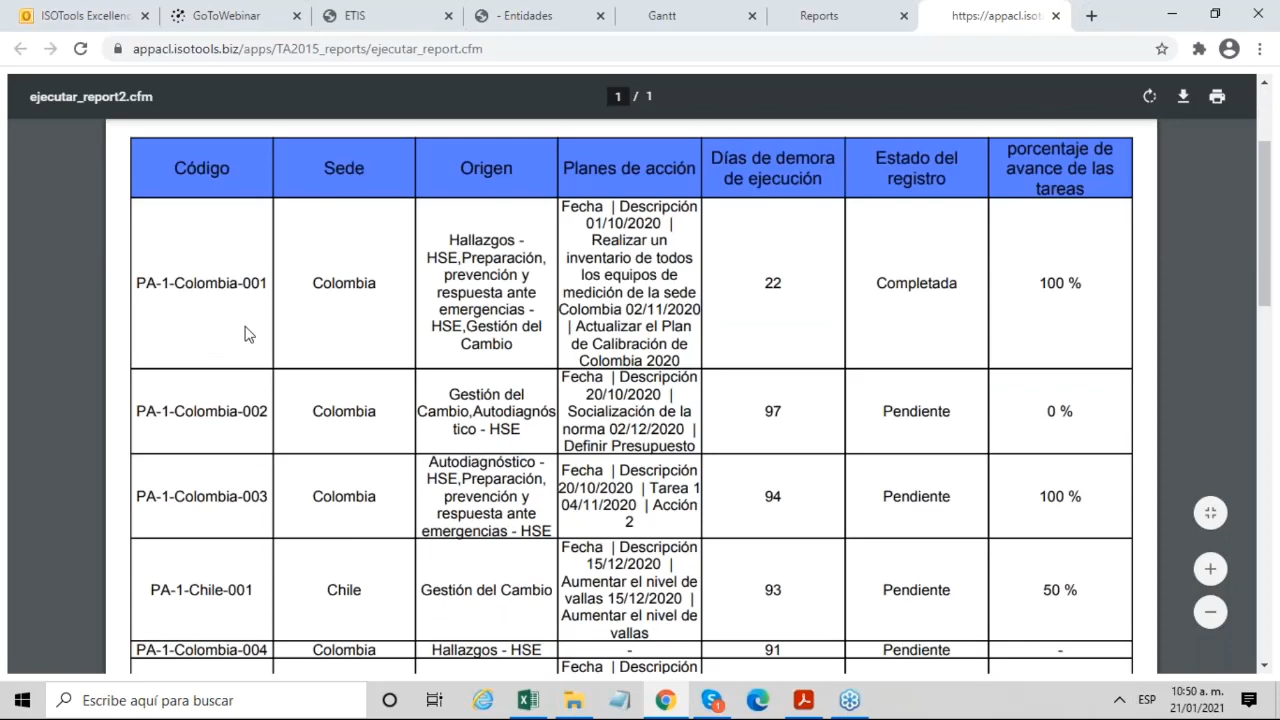 ISOTools Excellenc
GoToWebinar
ETIS
- Entidades
Gantt
Reports
https://appacl.isot
appacl.isotools.biz/apps/TA2015_reports/ejecutar_report.cfm
ejecutar_report2.cfm
1 / 1
Código
Sede
Origen
Planes de acción
Días de demora
de ejecución
Estado del
registro
porcentaje de
avance de las
tareas
PA-1-Colombia-001
Colombia
Hallazgos -
HSE,Preparación,
prevención y
respuesta ante
emergencias -
HSE,Gestión del
Cambio
Fecha | Descripción
01/10/2020 |
Realizar un
inventario de todos
los equipos de
medición de la sede
Colombia 02/11/2020
| Actualizar el Plan
de Calibración de
Colombia 2020
22
Completada
100 %
PA-1-Colombia-002
Colombia
Gestión del
Cambio,Autodiagnós
tico - HSE
Fecha | Descripción
20/10/2020 |
Socialización de la
norma 02/12/2020 |
Definir Presupuesto
97
Pendiente
0 %
PA-1-Colombia-003
Colombia
Autodiagnóstico -
HSE,Preparación,
prevención y
respuesta ante
emergencias - HSE
Fecha | Descripción
20/10/2020 | Tarea 1
04/11/2020 | Acción
2
94
Pendiente
100 %
PA-1-Chile-001
Chile
Gestión del Cambio
Fecha | Descripción
15/12/2020 |
Aumentar el nivel de
vallas 15/12/2020 |
Aumentar el nivel de
vallas
93
Pendiente
50 %
PA-1-Colombia-004
Colombia
Hallazgos - HSE
-
91
Pendiente
-
Fecha | Descripción
Escribe aquí para buscar
1
ESP
10:50 a. m.
21/01/2021